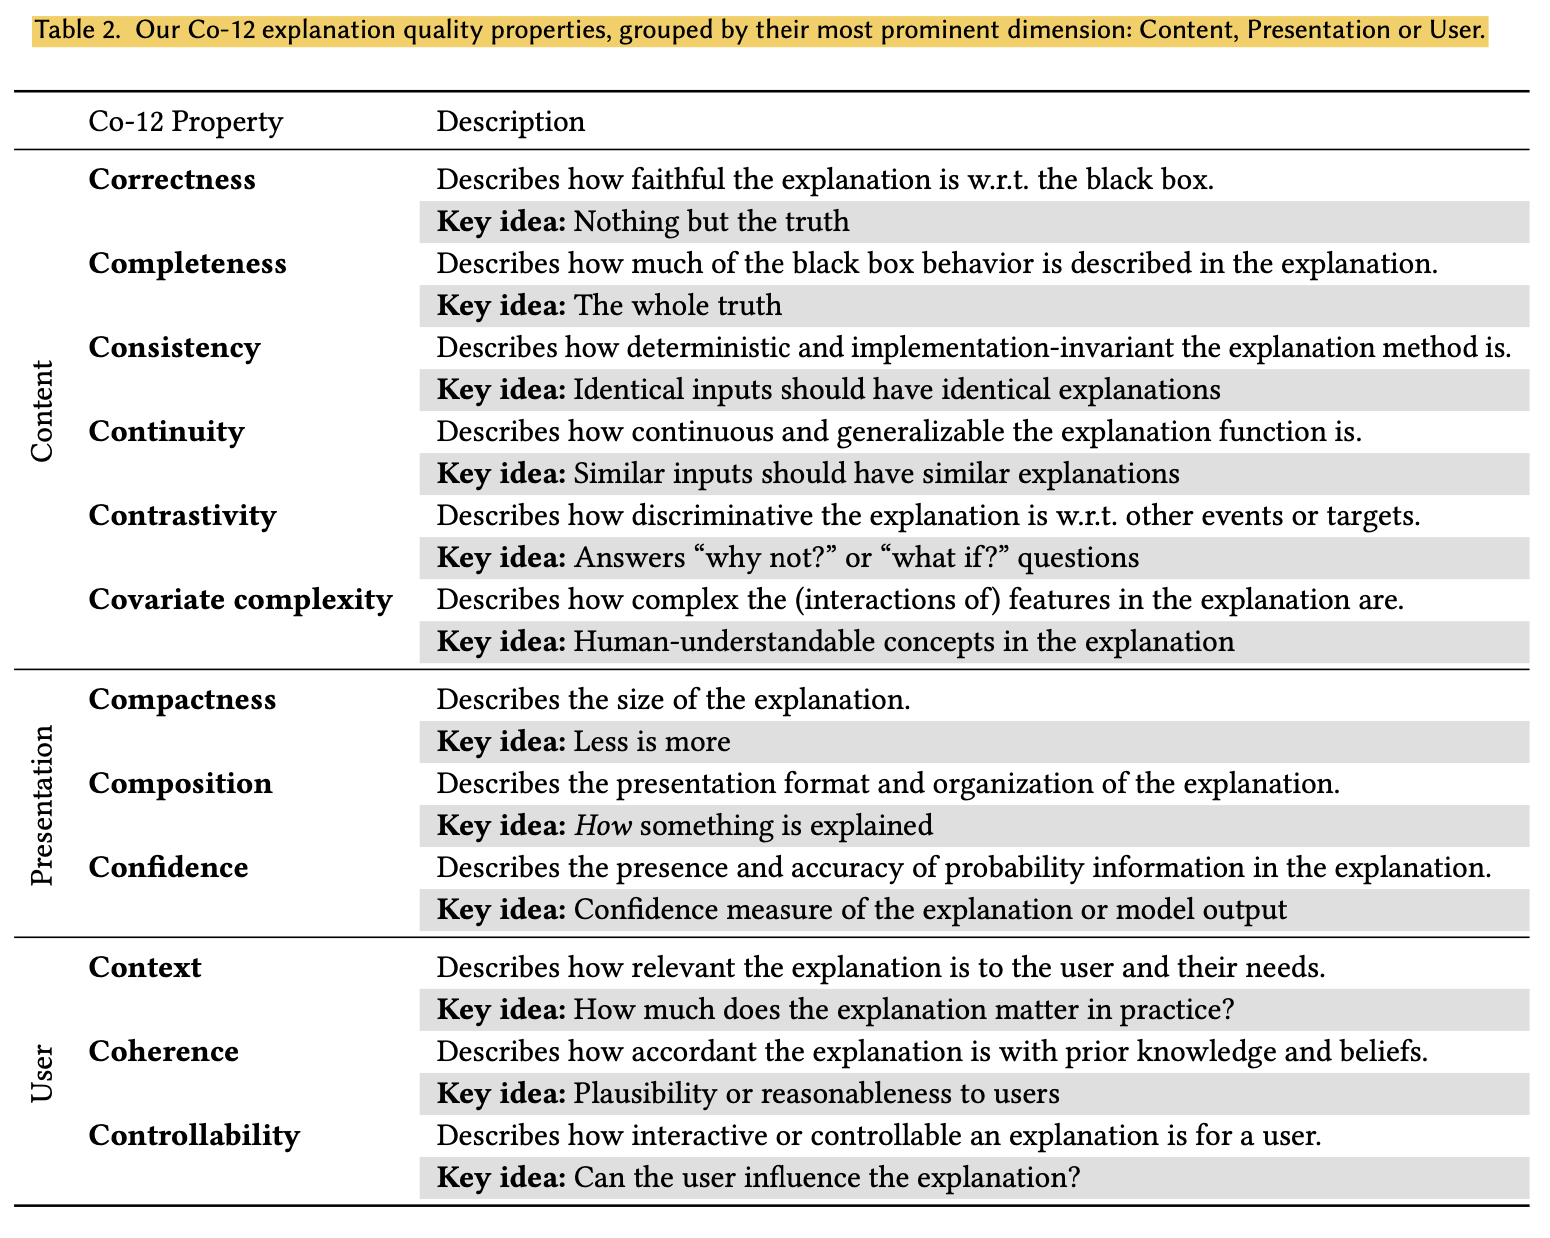 Table 2. Our Co-12 explanation quality properties, grouped by their most prominent dimension: Content, Presentation or User.
Co-12 Property Description
Content
Correctness Describes how faithful the explanation is w.r.t. the black box.
Key idea: Nothing but the truth
Completeness Describes how much of the black box behavior is described in the explanation.
Key idea: The whole truth
Consistency Describes how deterministic and implementation-invariant the explanation method is.
Key idea: Identical inputs should have identical explanations
Continuity Describes how continuous and generalizable the explanation function is.
Key idea: Similar inputs should have similar explanations
Contrastivity Describes how discriminative the explanation is w.r.t. other events or targets.
Key idea: Answers “why not?” or “what if?” questions
Covariate complexity Describes how complex the (interactions of) features in the explanation are.
Key idea: Human-understandable concepts in the explanation
Presentation
Compactness Describes the size of the explanation.
Key idea: Less is more
Composition Describes the presentation format and organization of the explanation.
Key idea: How something is explained
Confidence Describes the presence and accuracy of probability information in the explanation.
Key idea: Confidence measure of the explanation or model output
User
Context Describes how relevant the explanation is to the user and their needs.
Key idea: How much does the explanation matter in practice?
Coherence Describes how accordant the explanation is with prior knowledge and beliefs.
Key idea: Plausibility or reasonableness to users
Controllability Describes how interactive or controllable an explanation is for a user.
Key idea: Can the user influence the explanation?